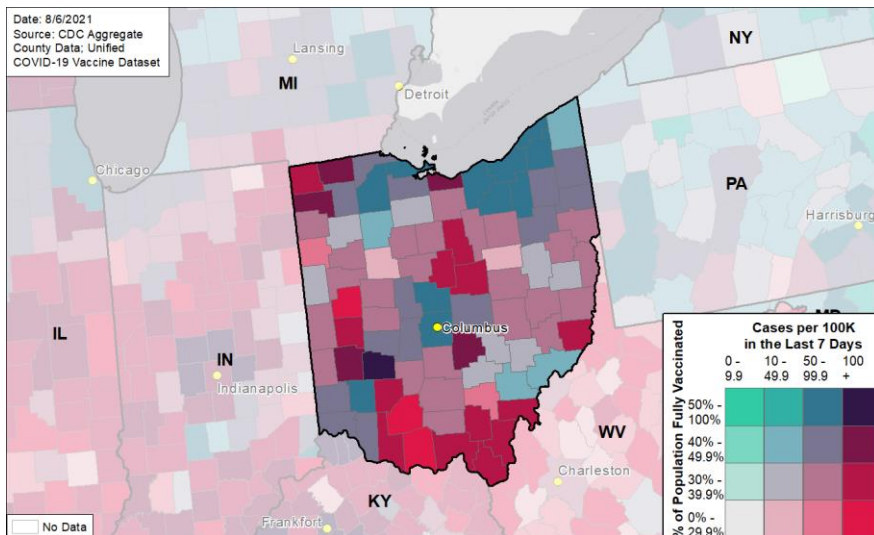 Date: 8/6/2021
Source: CDC Aggregate
County Data; Unified
COVID-19 Vaccine Dataset
Lansing
MI
NY
Detroit
Chicago
PA
Harrisburg
IL
IN
Indianapolis
Columbus
WV
Charleston
KY
Frankfort
No Data
Cases per 100K
in the Last 7 Days
0 -
9.9
10 -
49.9
50 -
99.9
100
+
% of Population Fully Vaccinated
50% -
100%
40% -
49.9%
30% -
39.9%
0% -
29.9%